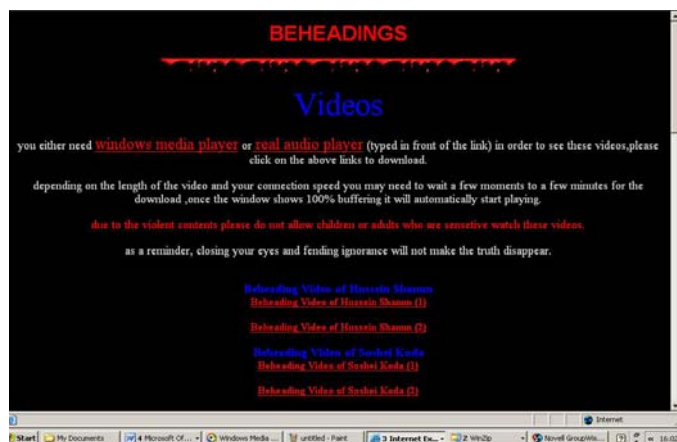 BEHEADINGS
Videos
you either need windows media player or real audio player (typed in front of the link) in order to see these videos,please
click on the above links to download.
depending on the length of the video and your connection speed you may need to wait a few moments to a few minutes for the
download ,once the window shows 100% buffering it will automatically start playing.
due to the violent contents please do not allow children or adults who are sensetive watch these videos.
as a reminder, closing your eyes and fending ignorance will not make the truth disappear.
Beheading Video of Hussein Shanun
Beheading Video of Hussein Shanun (1)
Beheading Video of Hussein Shanun (2)
Beheading Video of Soshei Koda
Beheading Video of Soshei Koda (1)
Beheading Video of Soshei Koda (2)
Internet
Start My Documents 4 Microsoft Of... Windows Media ... untitled - Paint 3 Internet Ex... 2 WinZip Novell GroupWis...